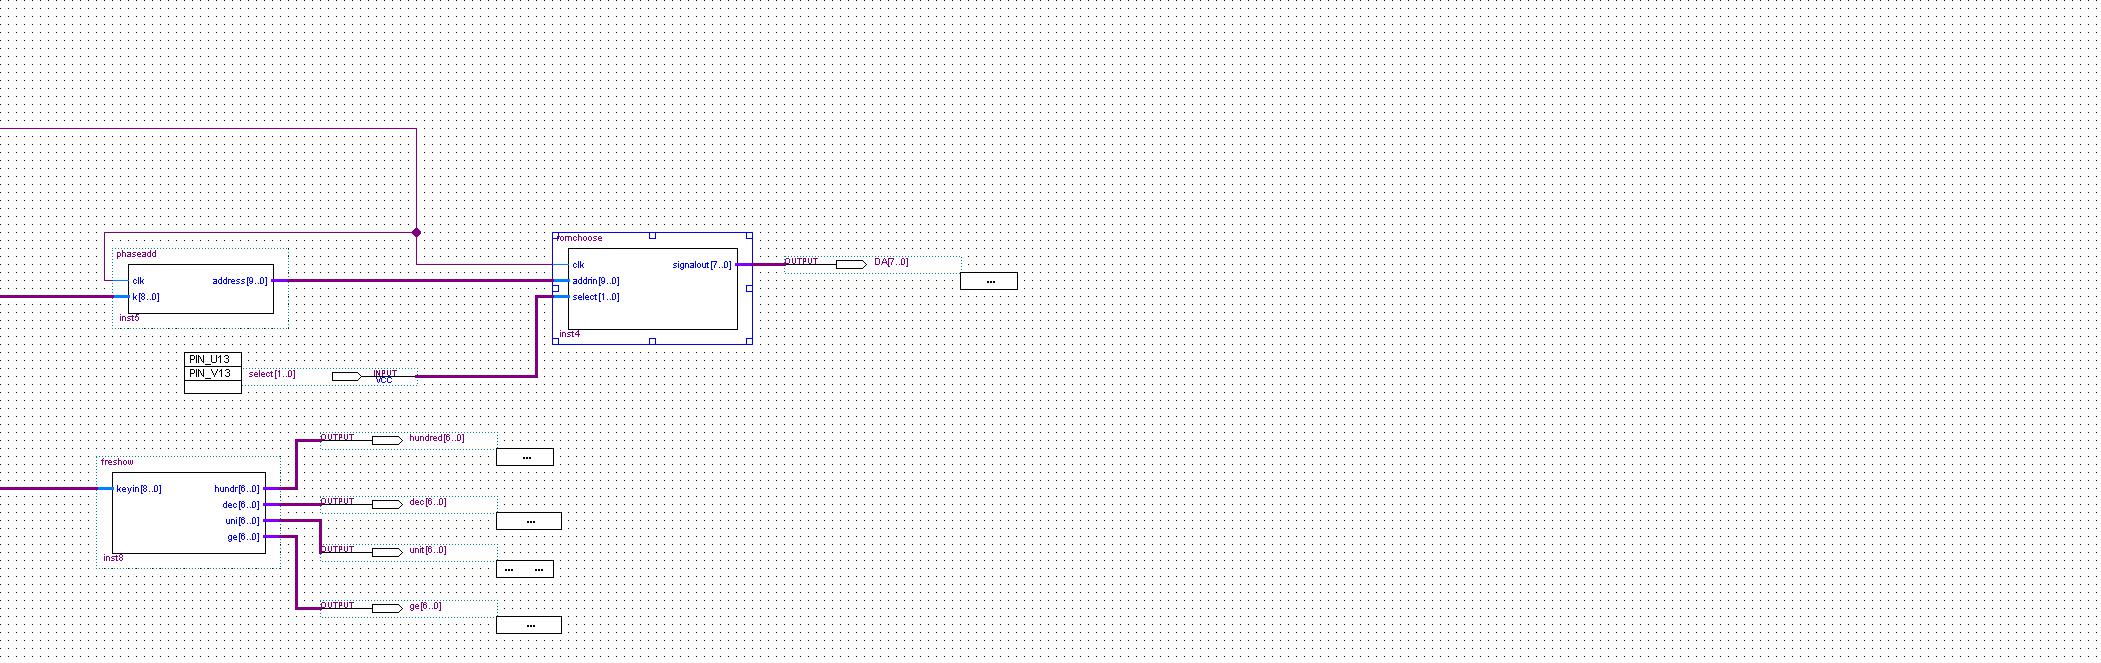 phaseadd
clk
address[9..0]
k[8..0]
inst5
romchoose
clk
signalout[7..0]
addrin[9..0]
select[1..0]
inst4
OUTPUT
DA[7..0]
...
PIN_U13
PIN_V13
select[1..0]
INPUT
VCC
freshow
keyin[8..0]
hundr[6..0]
dec[6..0]
uni[6..0]
ge[6..0]
inst8
OUTPUT
hundred[6..0]
...
OUTPUT
dec[6..0]
...
OUTPUT
unit[6..0]
... ...
OUTPUT
ge[6..0]
...